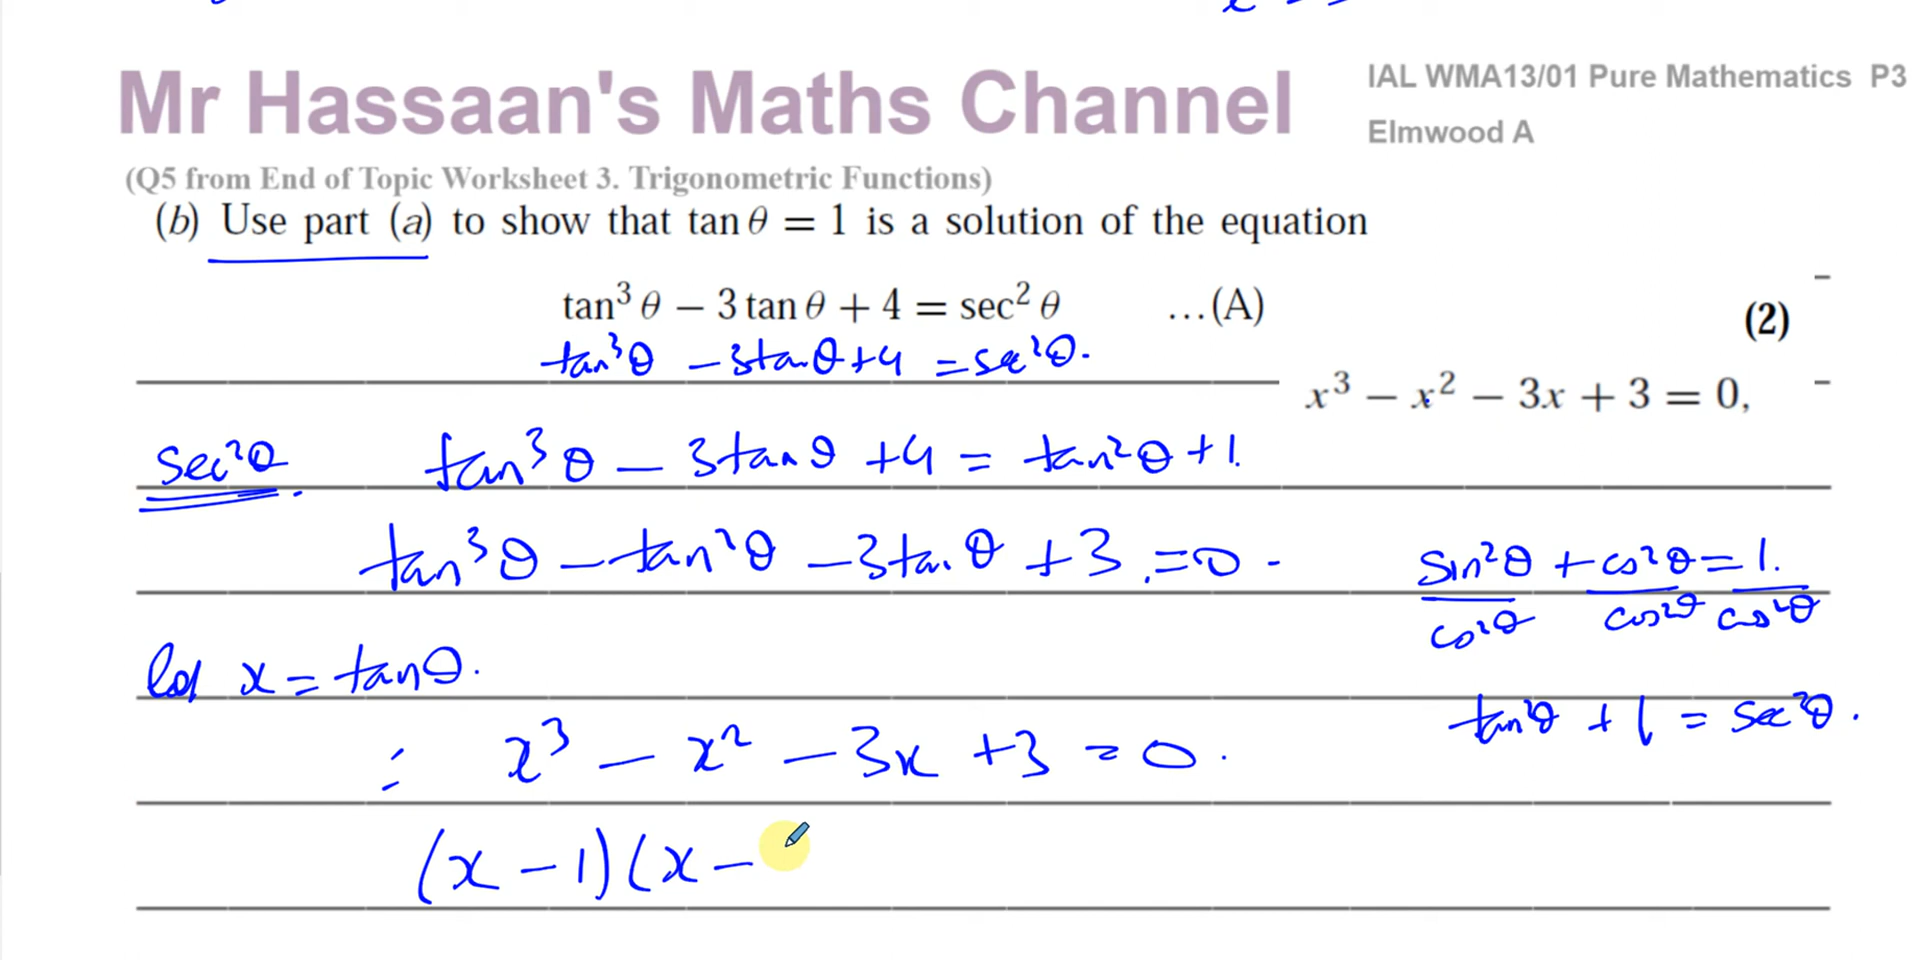 Mr Hassaan's Maths Channel
IAL WMA13/01 Pure Mathematics P3
Elmwood A
(Q5 from End of Topic Worksheet 3. Trigonometric Functions)
(b) Use part (a) to show that tan θ = 1 is a solution of the equation
tan³ θ − 3 tan θ + 4 = sec² θ …(A)
(2)
tan³θ − 3tanθ + 4 = sec²θ.
x³ − x² − 3x + 3 = 0,
sec²θ. tan³θ − 3tanθ + 4 = tan²θ + 1.
tan³θ − tan²θ − 3tanθ + 3 = 0.
sin²θ + cos²θ = 1.
cos²θ cos²θ cos²θ
let x = tanθ.
tan²θ + 1 = sec²θ.
x³ − x² − 3x + 3 = 0.
(x − 1)(x −